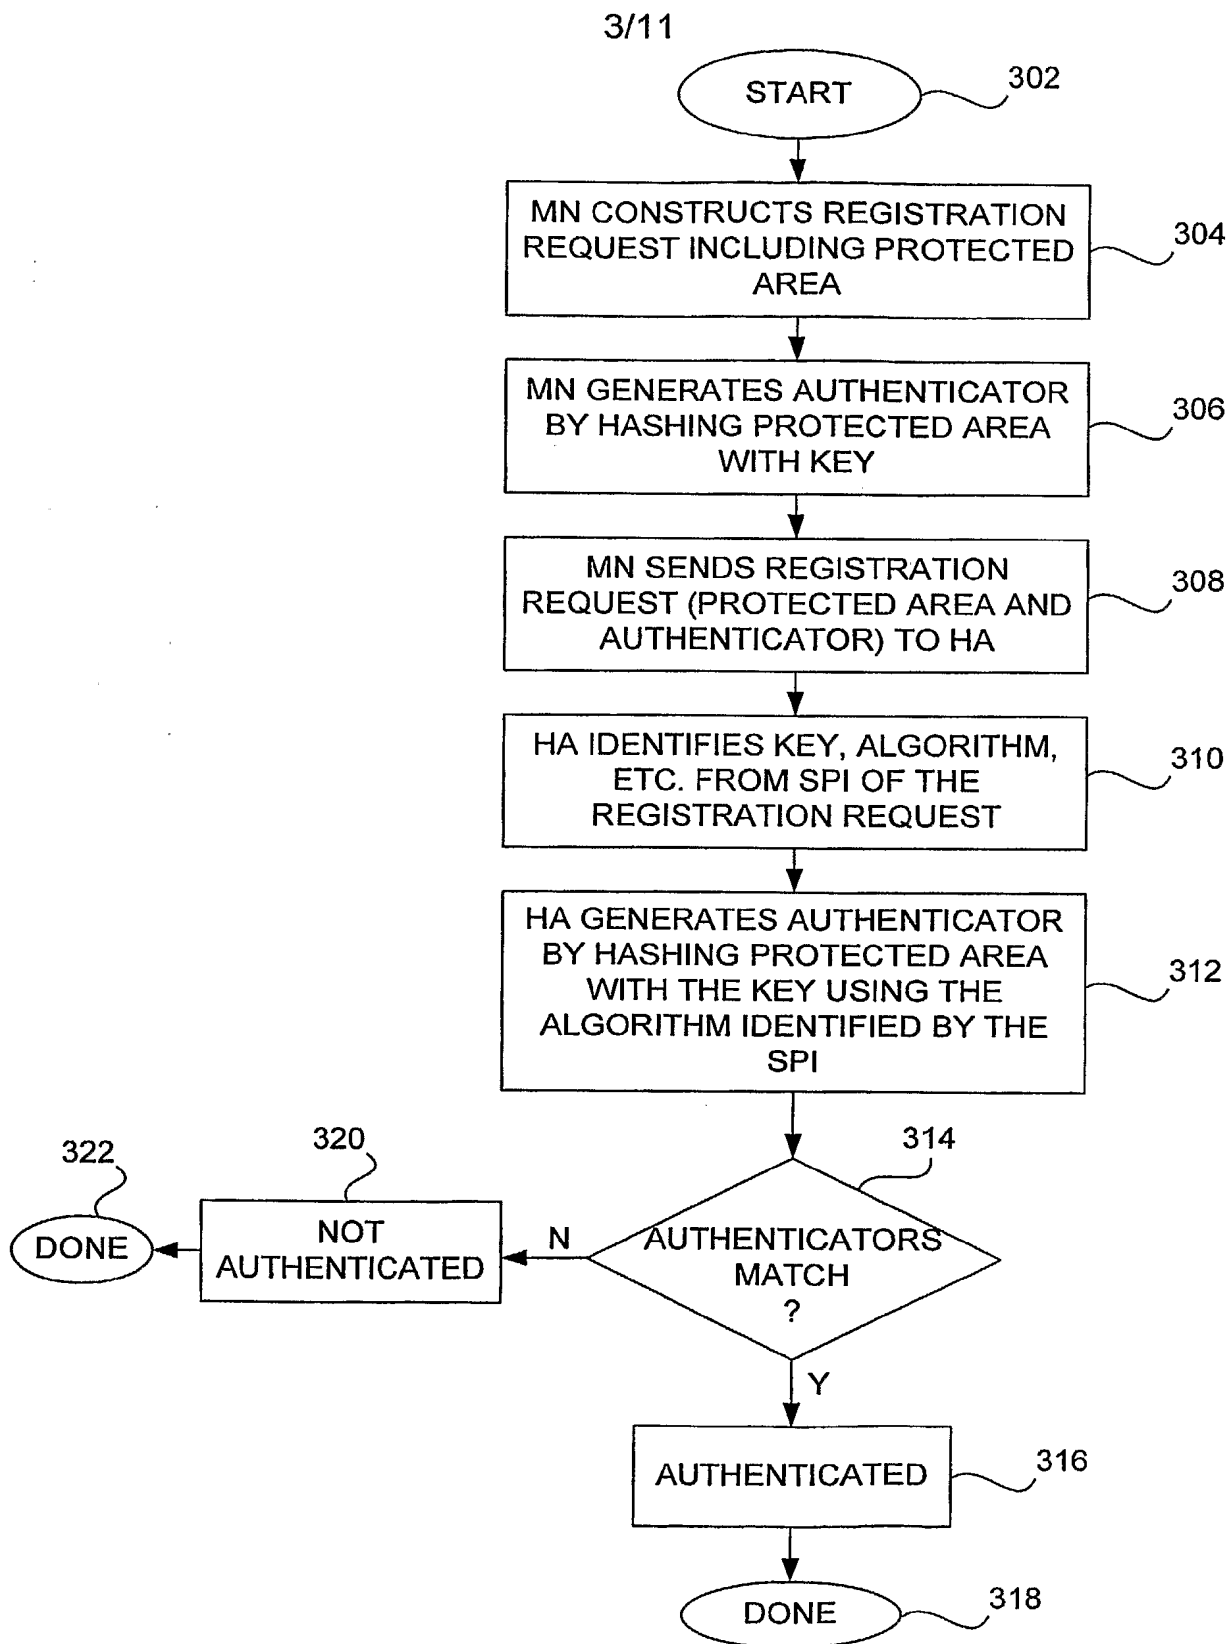 3/11
START
302
MN CONSTRUCTS REGISTRATION
REQUEST INCLUDING PROTECTED
AREA
304
MN GENERATES AUTHENTICATOR
BY HASHING PROTECTED AREA
WITH KEY
306
MN SENDS REGISTRATION
REQUEST (PROTECTED AREA AND
AUTHENTICATOR) TO HA
308
HA IDENTIFIES KEY, ALGORITHM,
ETC. FROM SPI OF THE
REGISTRATION REQUEST
310
HA GENERATES AUTHENTICATOR
BY HASHING PROTECTED AREA
WITH THE KEY USING THE
ALGORITHM IDENTIFIED BY THE
SPI
312
314
AUTHENTICATORS
MATCH
?
N
320
NOT
AUTHENTICATED
322
DONE
Y
AUTHENTICATED
316
DONE
318